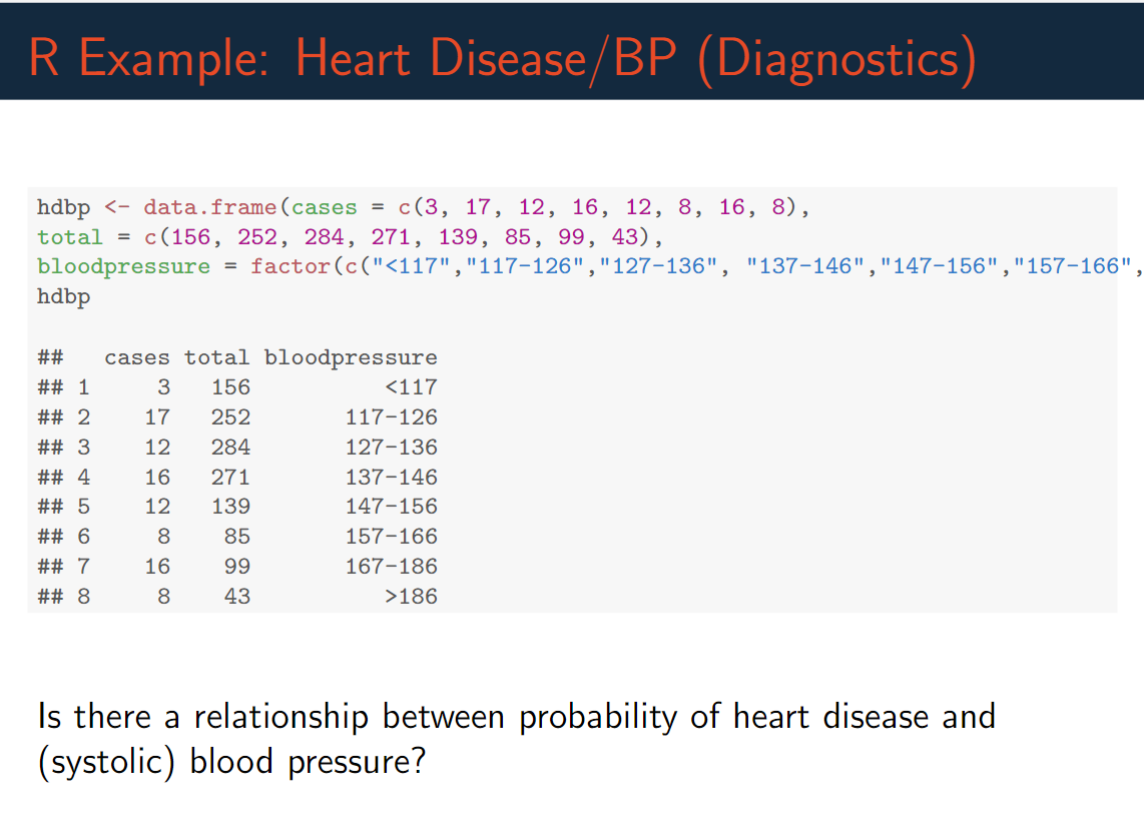 R Example: Heart Disease/BP (Diagnostics)
hdbp <- data.frame(cases = c(3, 17, 12, 16, 12, 8, 16, 8),
total = c(156, 252, 284, 271, 139, 85, 99, 43),
bloodpressure = factor(c("<117","117-126","127-136", "137-146","147-156","157-166",
hdbp
##   cases total bloodpressure
## 1     3   156          <117
## 2    17   252       117-126
## 3    12   284       127-136
## 4    16   271       137-146
## 5    12   139       147-156
## 6     8    85       157-166
## 7    16    99       167-186
## 8     8    43          >186
Is there a relationship between probability of heart disease and
(systolic) blood pressure?